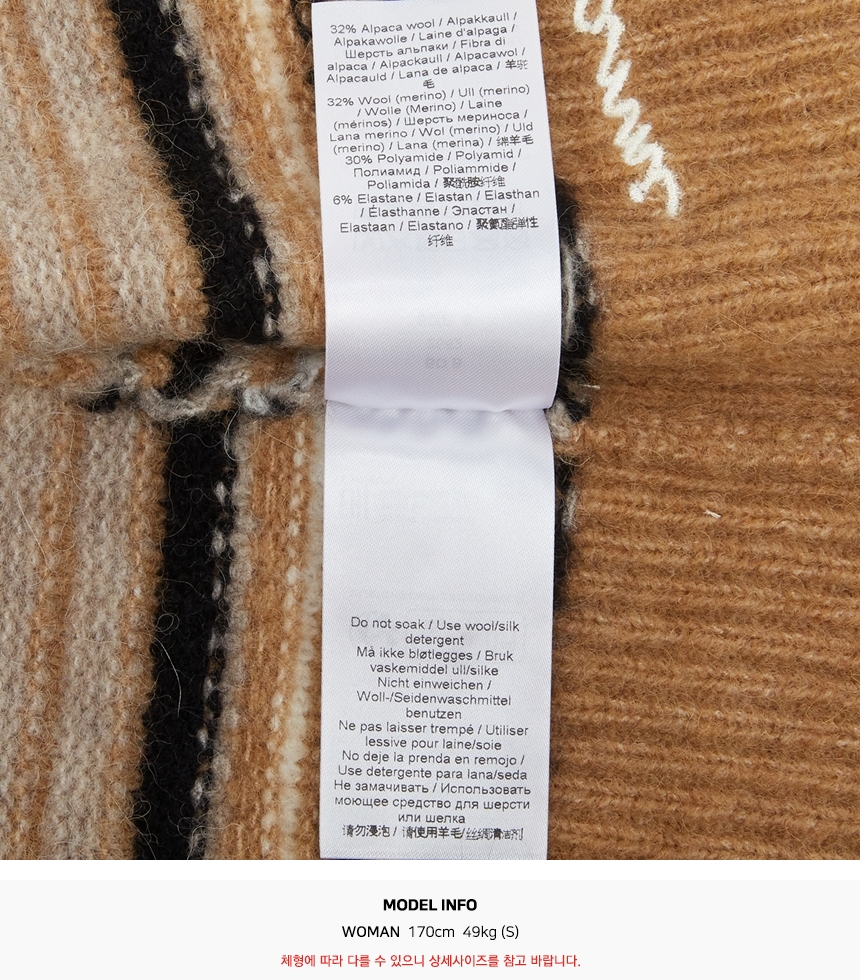 32% Alpaca wool / Alpakkaull /
Alpakawolle / Laine d'alpaga /
Шерсть альпаки / Fibra di
alpaca / Alpackaull / Alpacawol /
Alpacauld / Lana de alpaca / 羊驼
毛
32% Wool (merino) / Ull (merino)
/ Wolle (Merino) / Laine
(mérinos) / Шерсть мериноса /
Lana merino / Wol (merino) / Uld
(merino) / Lana (merina) / 绵羊毛
30% Polyamide / Polyamid /
Полиамид / Poliammide /
Poliamida / 聚酰胺纤维
6% Elastane / Elastan / Elasthan
/ Élasthanne / Эластан /
Elastaan / Elastano / 聚氨酯弹性
纤维
Do not soak / Use wool/silk
detergent
Må ikke bløtlegges / Bruk
vaskemiddel ull/silke
Nicht einweichen /
Woll-/Seidenwaschmittel
benutzen
Ne pas laisser trempé / Utiliser
lessive pour laine/soie
No deje la prenda en remojo /
Use detergente para lana/seda
Не замачивать / Использовать
моющее средство для шерсти
или шелка
请勿浸泡 / 请使用羊毛/丝绸清洁剂
MODEL INFO
WOMAN 170cm 49kg (S)
체형에 따라 다를 수 있으니 상세사이즈를 참고 바랍니다.